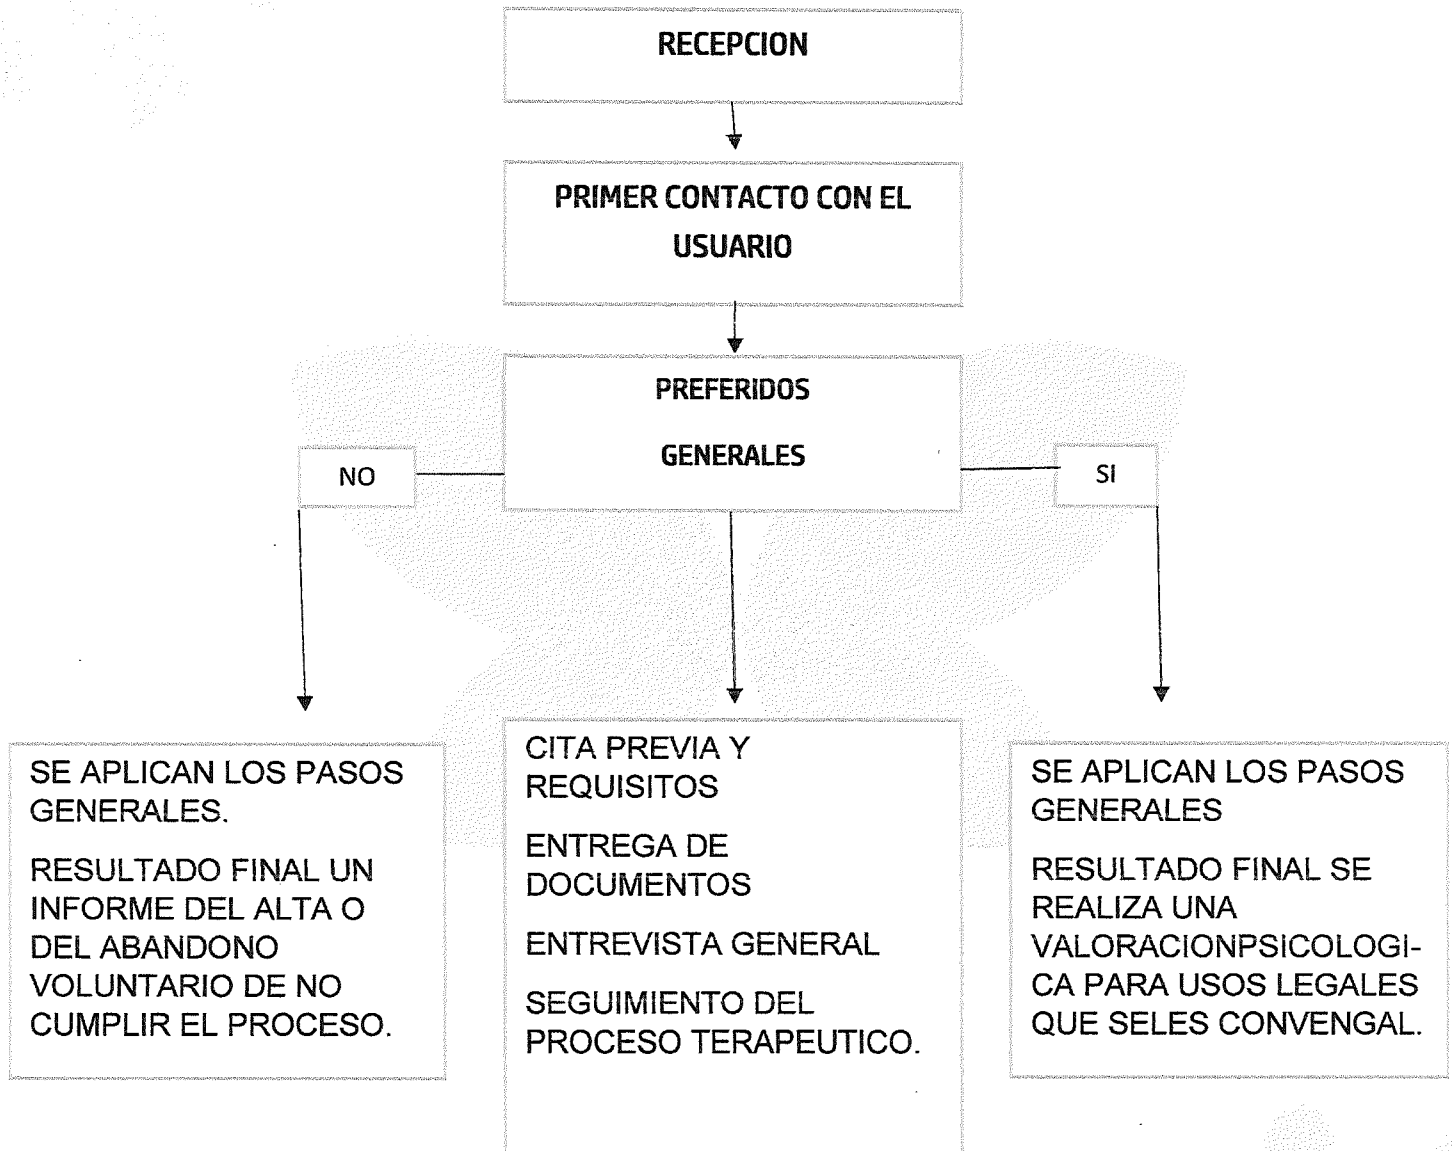 RECEPCION
PRIMER CONTACTO CON EL
USUARIO
PREFERIDOS
GENERALES
NO
SI
SE APLICAN LOS PASOS
GENERALES.
RESULTADO FINAL UN
INFORME DEL ALTA O
DEL ABANDONO
VOLUNTARIO DE NO
CUMPLIR EL PROCESO.
CITA PREVIA Y
REQUISITOS
ENTREGA DE
DOCUMENTOS
ENTREVISTA GENERAL
SEGUIMIENTO DEL
PROCESO TERAPEUTICO.
SE APLICAN LOS PASOS
GENERALES
RESULTADO FINAL SE
REALIZA UNA
VALORACIONPSICOLOGI-
CA PARA USOS LEGALES
QUE SELES CONVENGAL.